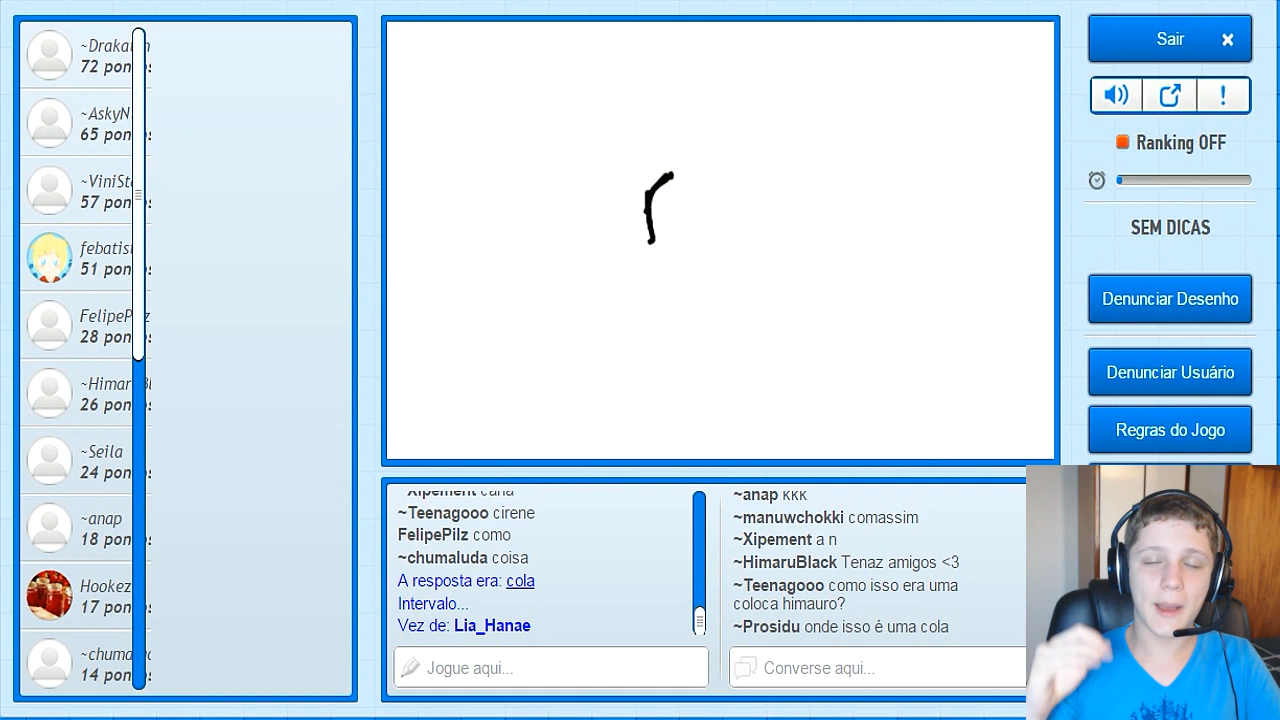 ~Drakat
72 pon
~AskyN
65 pon
~ViniSt
57 pon
febatis
51 pon
FelipeP z
28 pon
~Himar Bl
26 pon
~Seila
24 pon
~anap
18 pon
Hookez
17 pon
~chuma
14 pon
~Teenagooo cirene
FelipePilz como
~chumaluda coisa
A resposta era: cola
Intervalo...
Vez de: Lia_Hanae
Jogue aqui...
~anap kkk
~manuwchokki comassim
~Xipement a n
~HimaruBlack Tenaz amigos <3
~Teenagooo como isso era uma
coloca himauro?
~Prosidu onde isso é uma cola
Converse aqui...
Sair
!
Ranking OFF
SEM DICAS
Denunciar Desenho
Denunciar Usuário
Regras do Jogo